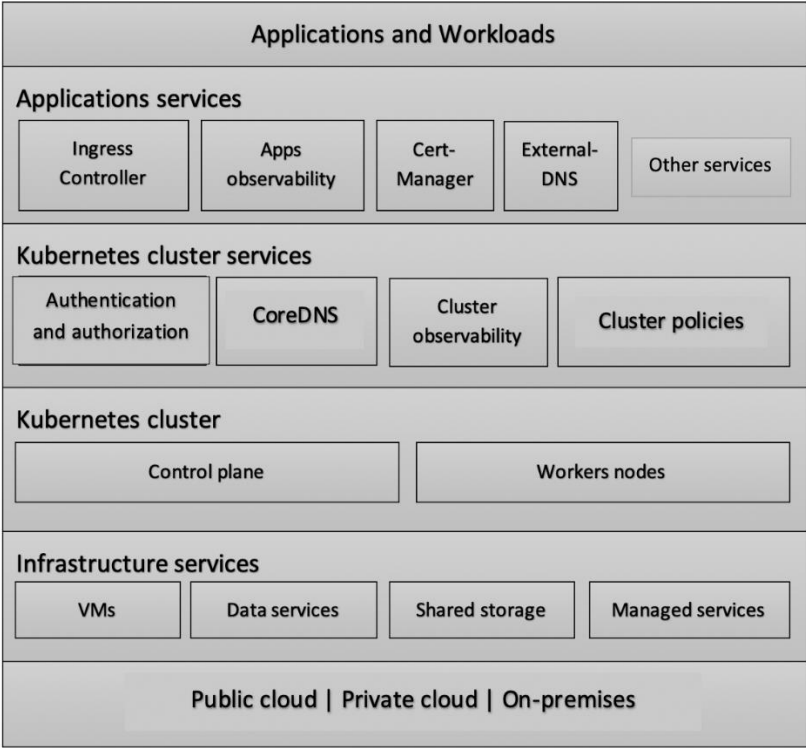 Applications and Workloads
Applications services
Ingress
Controller
Apps
observability
Cert-
Manager
External-
DNS
Other services
Kubernetes cluster services
Authentication
and authorization
CoreDNS
Cluster
observability
Cluster policies
Kubernetes cluster
Control plane
Workers nodes
Infrastructure services
VMs
Data services
Shared storage
Managed services
Public cloud | Private cloud | On-premises